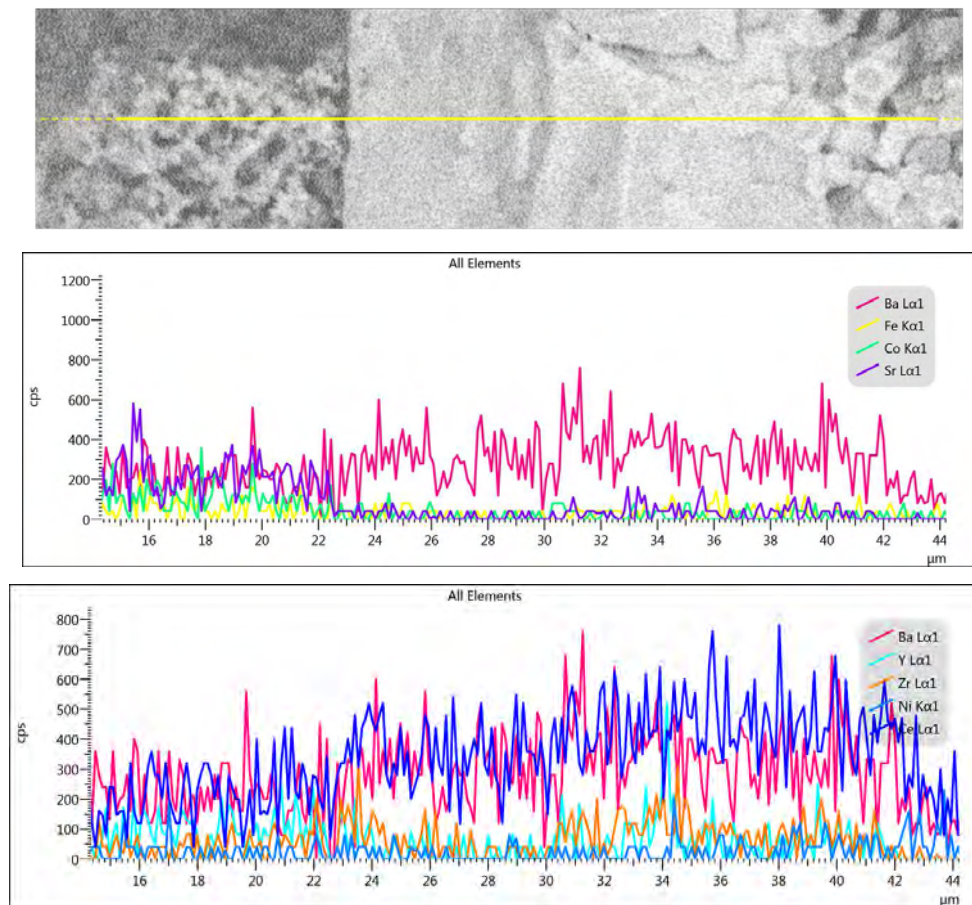 All Elements
1200
1000
800
600
400
200
0
cps
Ba Lα1
Fe Kα1
Co Kα1
Sr Lα1
16 18 20 22 24 26 28 30 32 34 36 38 40 42 44
µm
All Elements
800
700
600
500
400
300
200
100
0
cps
Ba Lα1
Y Lα1
Zr Lα1
Ni Kα1
Ce Lα1
16 18 20 22 24 26 28 30 32 34 36 38 40 42 44
µm